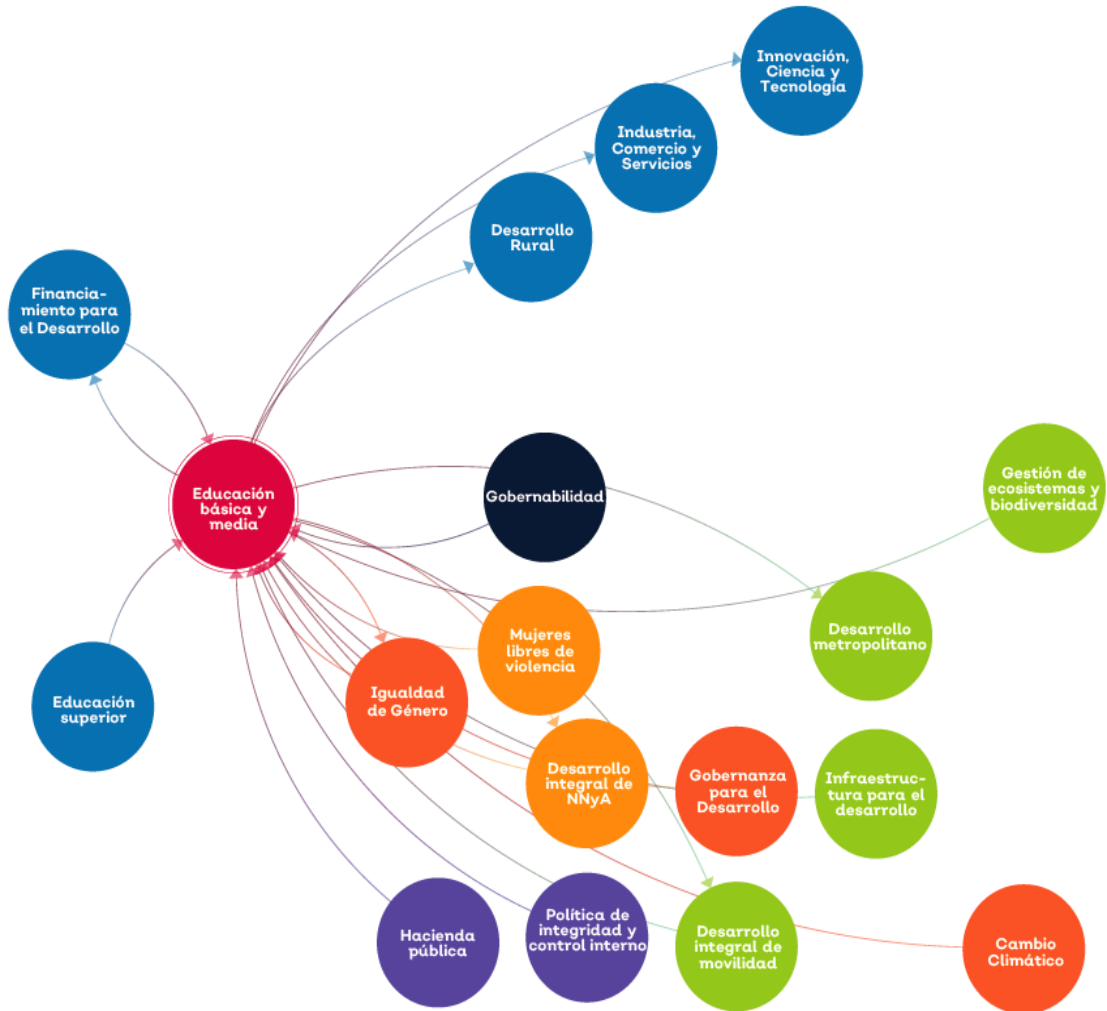 Innovación,
Ciencia y
Tecnología
Industria,
Comercio y
Servicios
Desarrollo
Rural
Financia-
miento para
el Desarrollo
Educación
básica y
media
Gobernabilidad
Gestión de
ecosistemas y
biodiversidad
Desarrollo
metropolitano
Mujeres
libres de
violencia
Igualdad
de Género
Educación
superior
Desarrollo
integral de
NNyA
Gobernanza
para el
Desarrollo
Infraestruc-
tura para el
desarrollo
Hacienda
pública
Política de
integridad y
control interno
Desarrollo
integral de
movilidad
Cambio
Climático